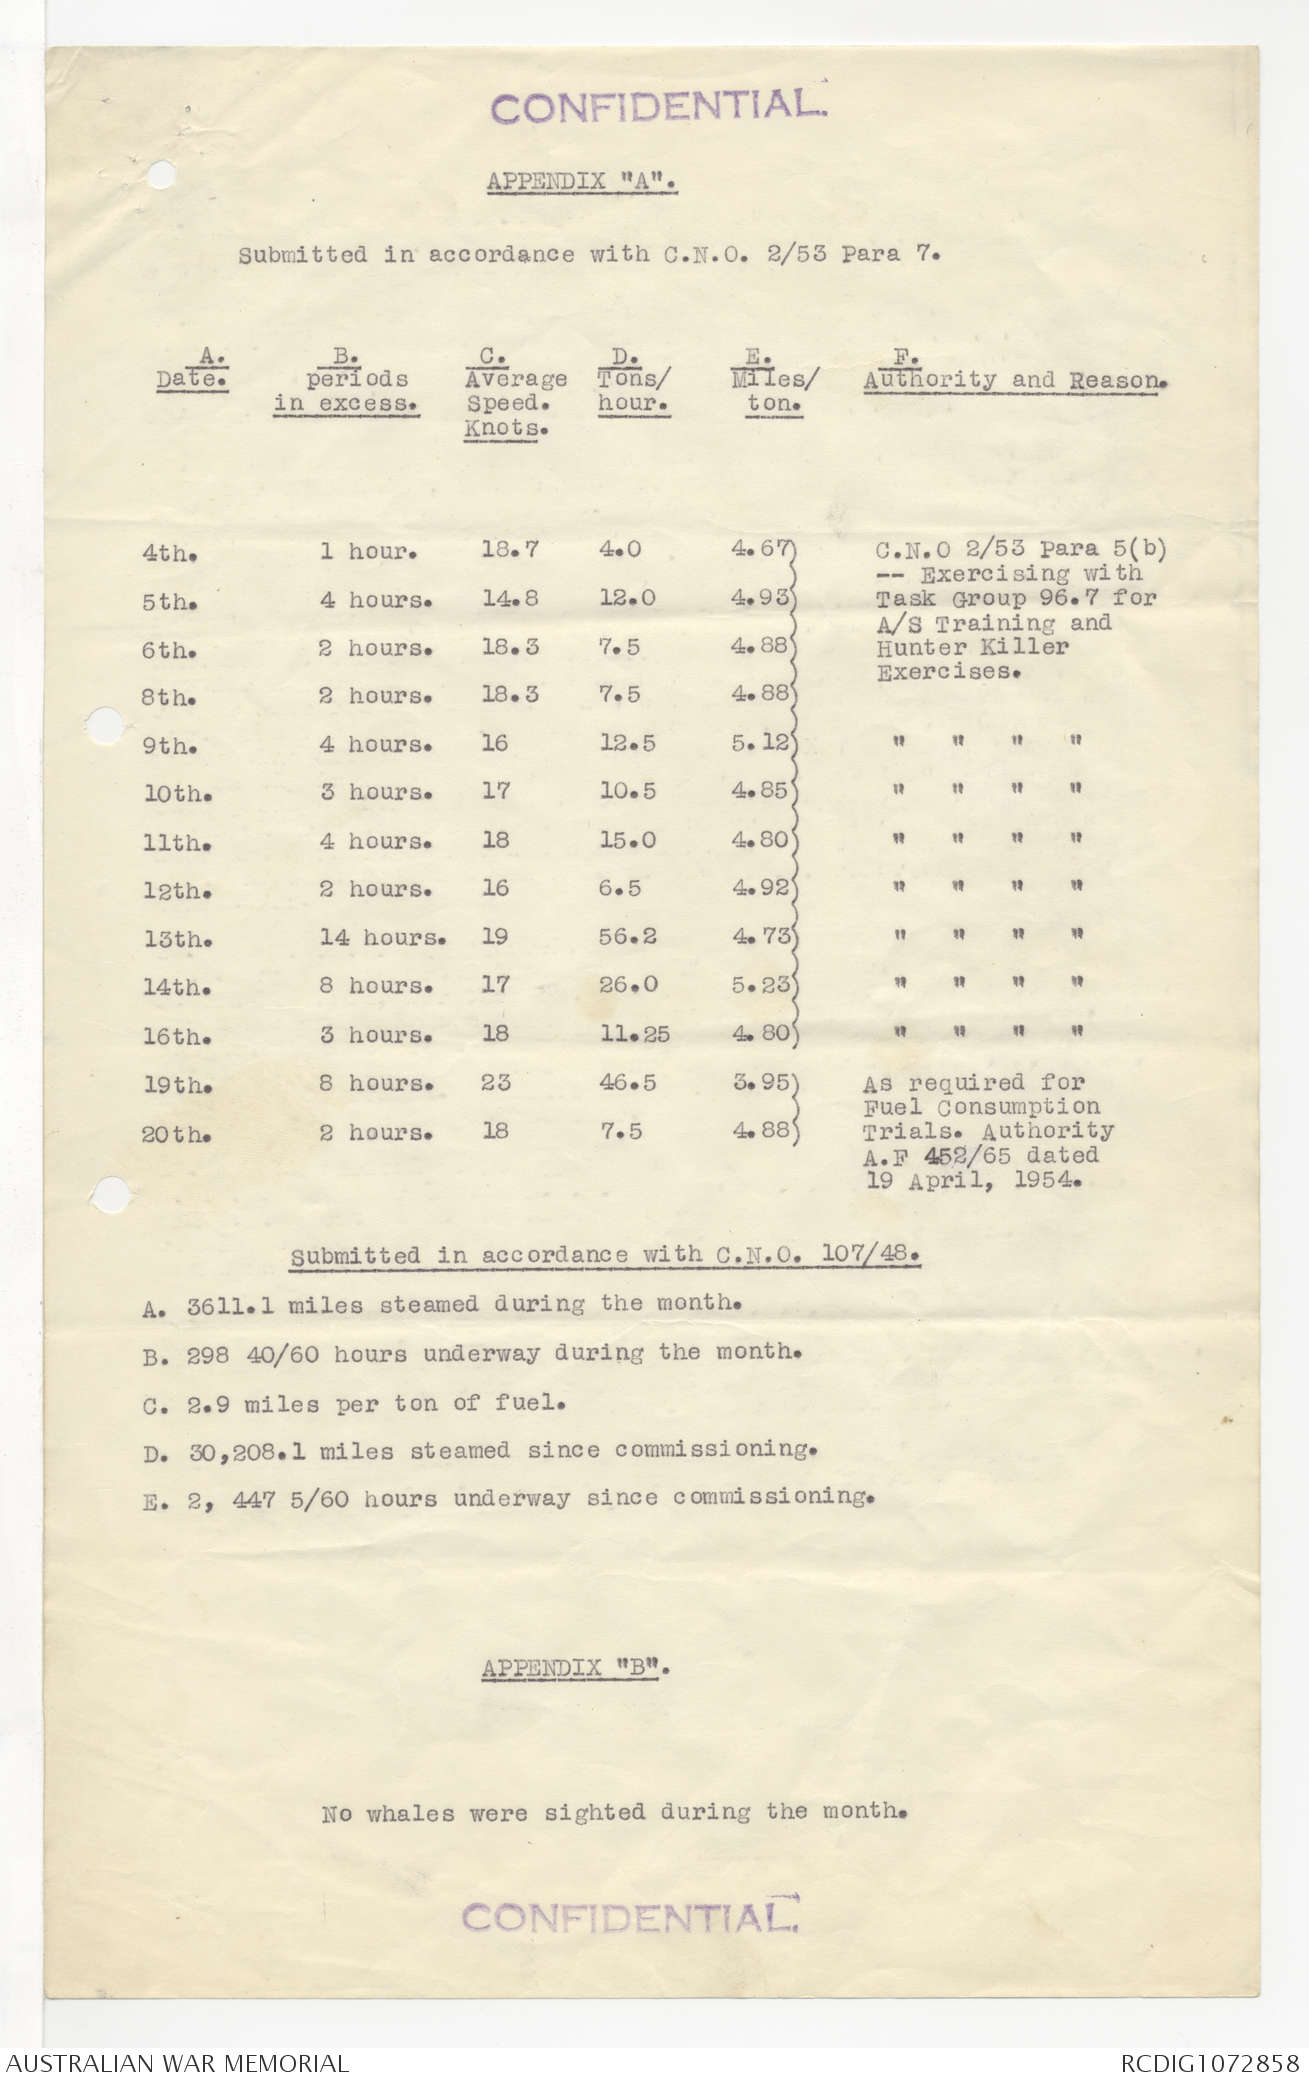 CONFIDENTIAL.
APPENDIX "A".
Submitted in accordance with C.N.O. 2/53 Para 7.
A. B. C. D. E. F.
Date. periods Average Tons/ Miles/ Authority and Reason.
in excess. Speed. hour. ton.
Knots.
4th. 1 hour. 18.7 4.0 4.67) C.N.O 2/53 Para 5(b)
-- Exercising with
5th. 4 hours. 14.8 12.0 4.93) Task Group 96.7 for
A/S Training and
6th. 2 hours. 18.3 7.5 4.88) Hunter Killer
Exercises.
8th. 2 hours. 18.3 7.5 4.88)
9th. 4 hours. 16 12.5 5.12) " " " "
10th. 3 hours. 17 10.5 4.85) " " " "
11th. 4 hours. 18 15.0 4.80) " " " "
12th. 2 hours. 16 6.5 4.92) " " " "
13th. 14 hours. 19 56.2 4.73) " " " "
14th. 8 hours. 17 26.0 5.23) " " " "
16th. 3 hours. 18 11.25 4.80) " " " "
19th. 8 hours. 23 46.5 3.95) As required for
Fuel Consumption
20th. 2 hours. 18 7.5 4.88) Trials. Authority
A.F 452/65 dated
19 April, 1954.
Submitted in accordance with C.N.O. 107/48.
A. 3611.1 miles steamed during the month.
B. 298 40/60 hours underway during the month.
C. 2.9 miles per ton of fuel.
D. 30,208.1 miles steamed since commissioning.
E. 2, 447 5/60 hours underway since commissioning.
APPENDIX "B".
No whales were sighted during the month.
CONFIDENTIAL.
AUSTRALIAN WAR MEMORIAL RCDIG1072858